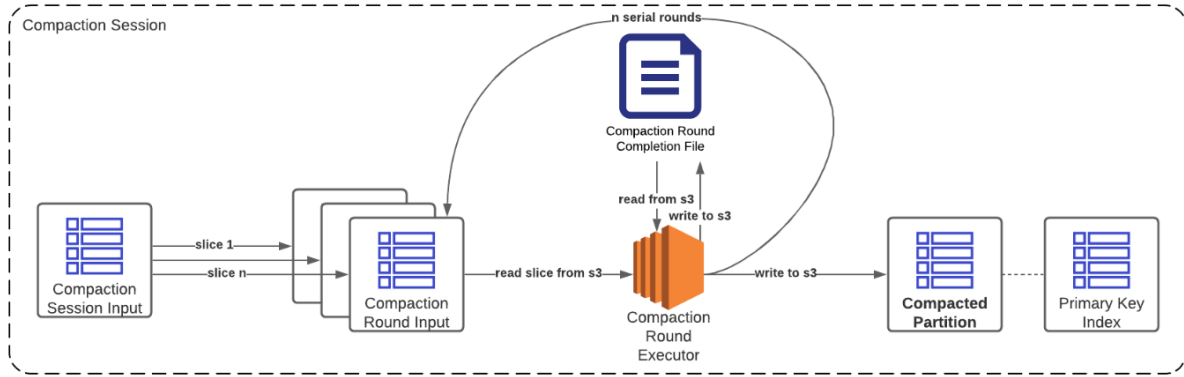 Compaction Session
n serial rounds
Compaction Round
Completion File
read from s3
write to s3
slice 1
slice n
read slice from s3
write to s3
Compaction
Session Input
Compaction
Round Input
Compaction
Round
Executor
Compacted
Partition
Primary Key
Index